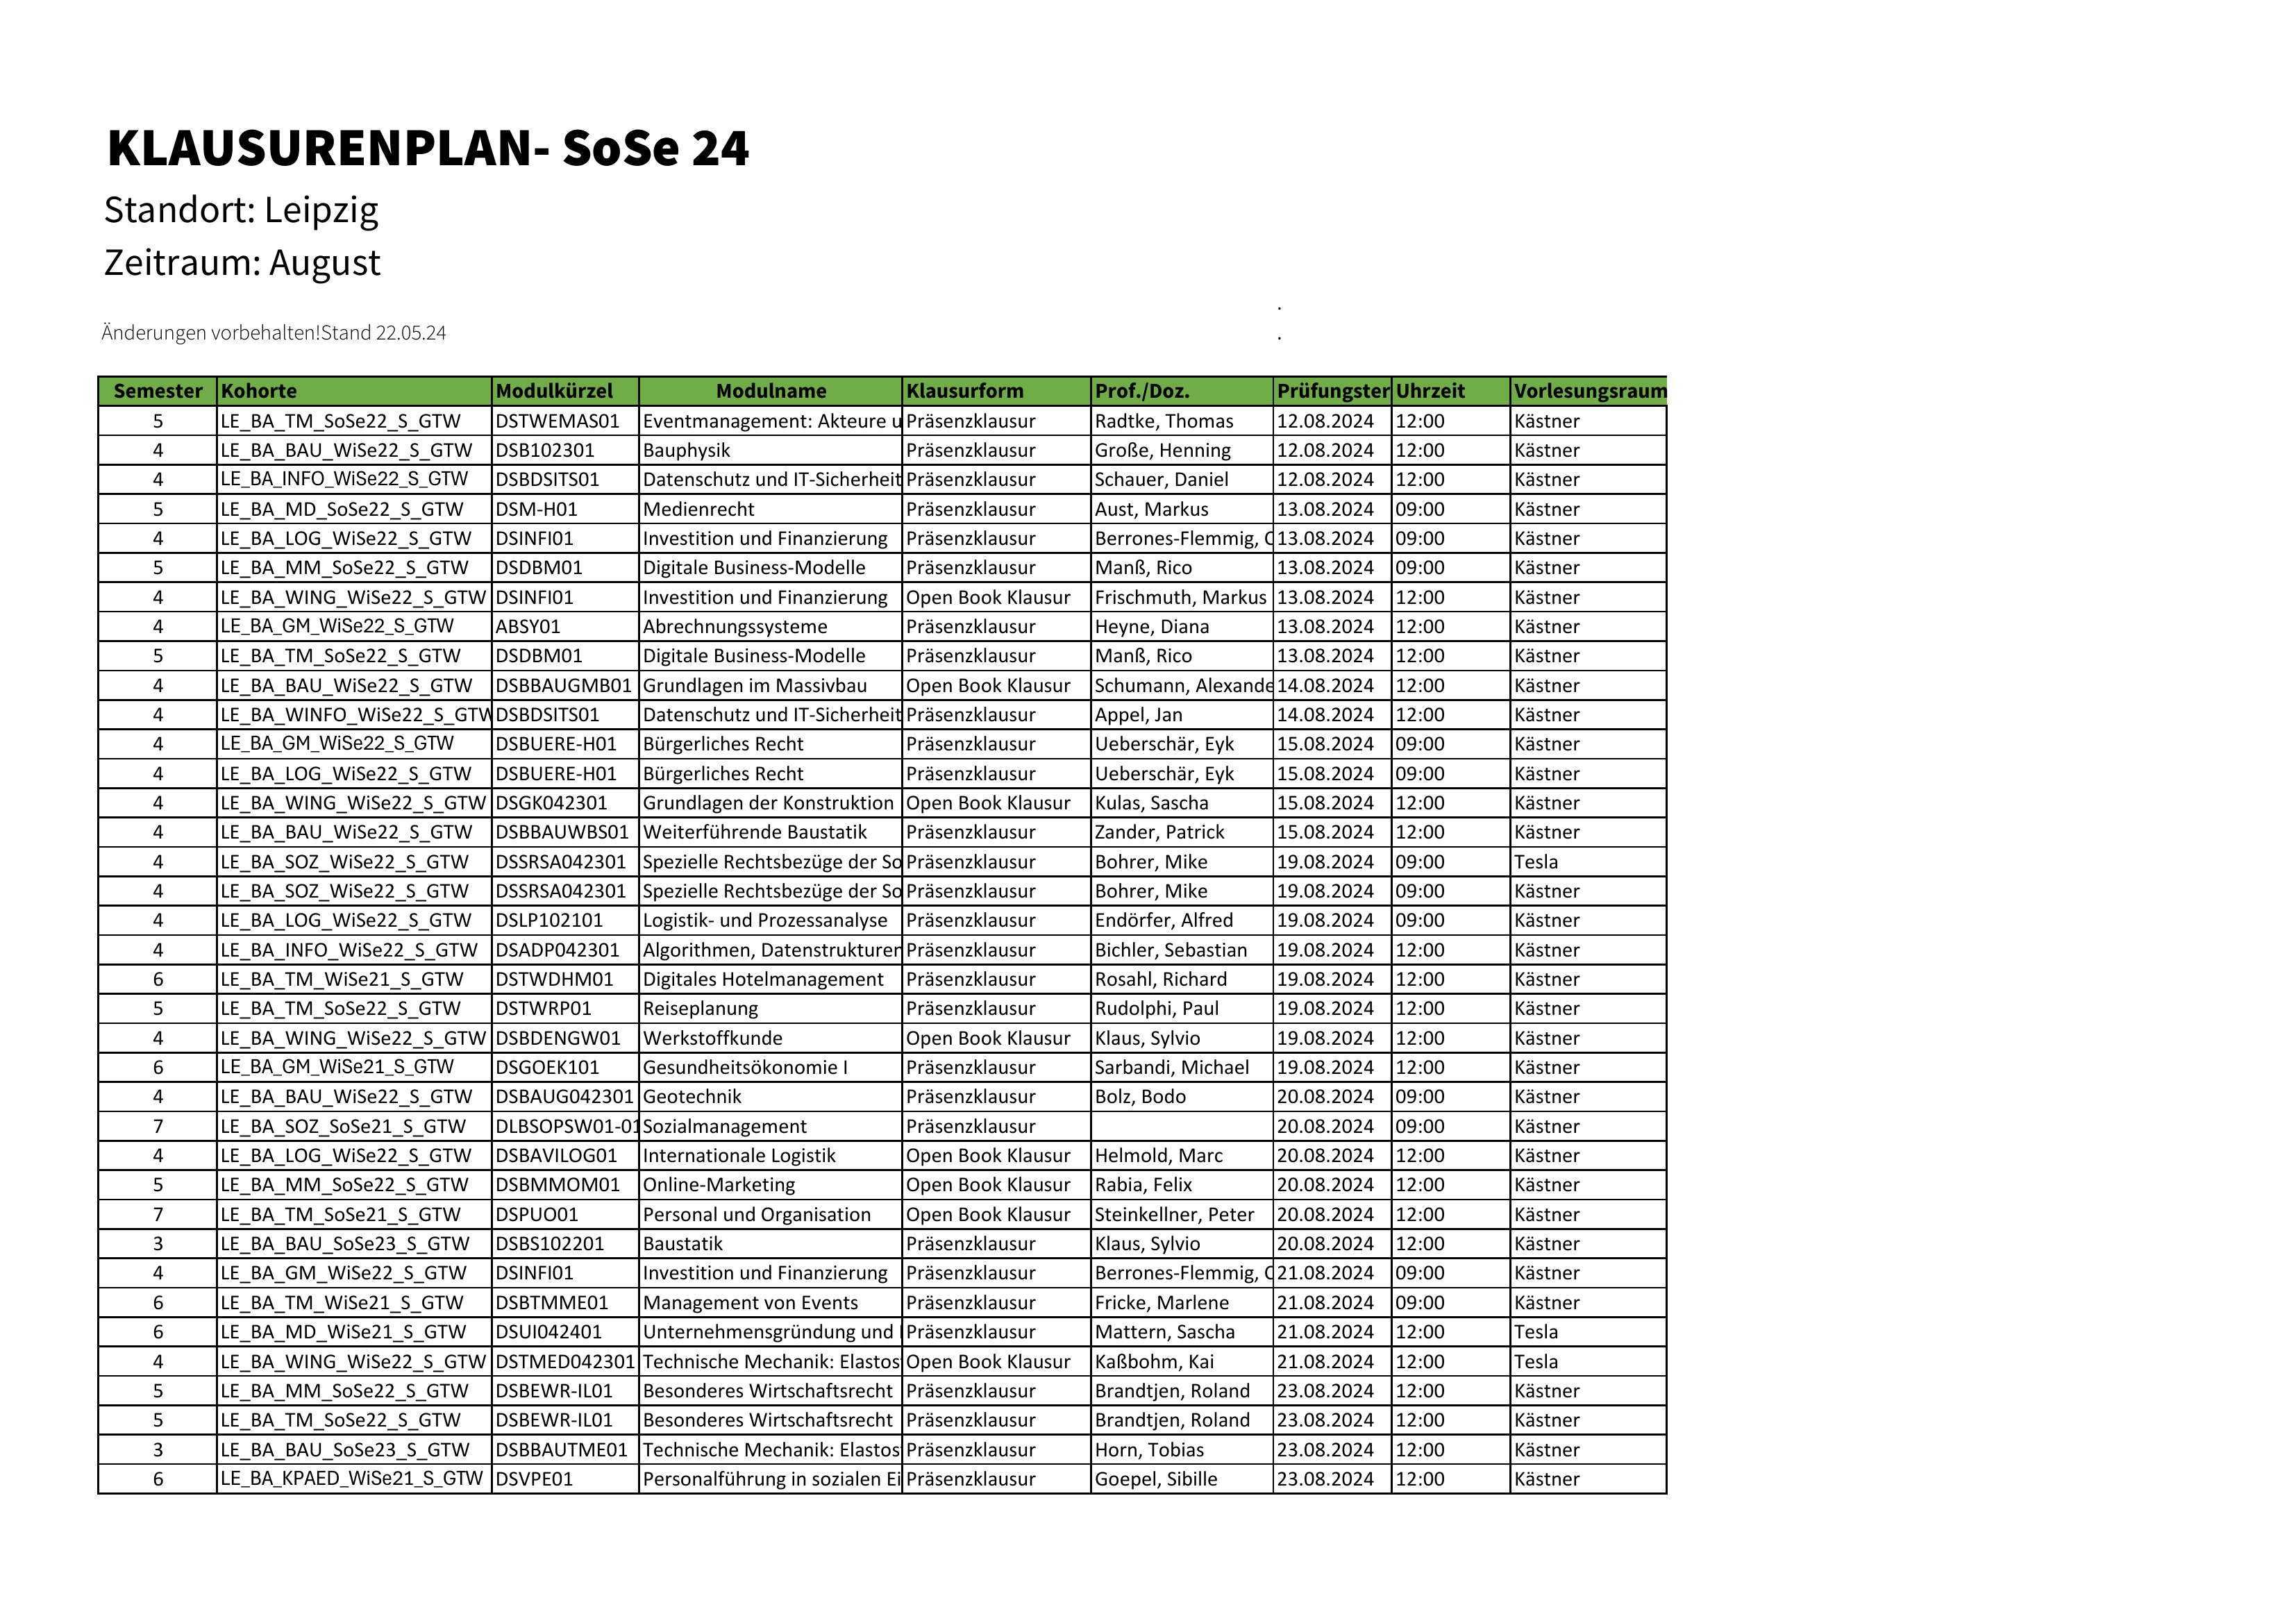 KLAUSURENPLAN- SoSe 24
Standort: Leipzig
Zeitraum: August
.
Änderungen vorbehalten!Stand 22.05.24 .
Semester Kohorte Modulkürzel Modulname Klausurform Prof./Doz. Prüfungster Uhrzeit Vorlesungsraum
5 LE_BA_TM_SoSe22_S_GTW DSTWEMAS01 Eventmanagement: Akteure u Präsenzklausur Radtke, Thomas 12.08.2024 12:00 Kästner
4 LE_BA_BAU_WiSe22_S_GTW DSB102301 Bauphysik Präsenzklausur Große, Henning 12.08.2024 12:00 Kästner
4 LE_BA_INFO_WiSe22_S_GTW DSBDSITS01 Datenschutz und IT-Sicherheit Präsenzklausur Schauer, Daniel 12.08.2024 12:00 Kästner
5 LE_BA_MD_SoSe22_S_GTW DSM-H01 Medienrecht Präsenzklausur Aust, Markus 13.08.2024 09:00 Kästner
4 LE_BA_LOG_WiSe22_S_GTW DSINFI01 Investition und Finanzierung Präsenzklausur Berrones-Flemmig, C 13.08.2024 09:00 Kästner
5 LE_BA_MM_SoSe22_S_GTW DSDBM01 Digitale Business-Modelle Präsenzklausur Manß, Rico 13.08.2024 09:00 Kästner
4 LE_BA_WING_WiSe22_S_GTW DSINFI01 Investition und Finanzierung Open Book Klausur Frischmuth, Markus 13.08.2024 12:00 Kästner
4 LE_BA_GM_WiSe22_S_GTW ABSY01 Abrechnungssysteme Präsenzklausur Heyne, Diana 13.08.2024 12:00 Kästner
5 LE_BA_TM_SoSe22_S_GTW DSDBM01 Digitale Business-Modelle Präsenzklausur Manß, Rico 13.08.2024 12:00 Kästner
4 LE_BA_BAU_WiSe22_S_GTW DSBBAUGMB01 Grundlagen im Massivbau Open Book Klausur Schumann, Alexande 14.08.2024 12:00 Kästner
4 LE_BA_WINFO_WiSe22_S_GTW DSBDSITS01 Datenschutz und IT-Sicherheit Präsenzklausur Appel, Jan 14.08.2024 12:00 Kästner
4 LE_BA_GM_WiSe22_S_GTW DSBUERE-H01 Bürgerliches Recht Präsenzklausur Ueberschär, Eyk 15.08.2024 09:00 Kästner
4 LE_BA_LOG_WiSe22_S_GTW DSBUERE-H01 Bürgerliches Recht Präsenzklausur Ueberschär, Eyk 15.08.2024 09:00 Kästner
4 LE_BA_WING_WiSe22_S_GTW DSGK042301 Grundlagen der Konstruktion Open Book Klausur Kulas, Sascha 15.08.2024 12:00 Kästner
4 LE_BA_BAU_WiSe22_S_GTW DSBBAUWBS01 Weiterführende Baustatik Präsenzklausur Zander, Patrick 15.08.2024 12:00 Kästner
4 LE_BA_SOZ_WiSe22_S_GTW DSSRSA042301 Spezielle Rechtsbezüge der So Präsenzklausur Bohrer, Mike 19.08.2024 09:00 Tesla
4 LE_BA_SOZ_WiSe22_S_GTW DSSRSA042301 Spezielle Rechtsbezüge der So Präsenzklausur Bohrer, Mike 19.08.2024 09:00 Kästner
4 LE_BA_LOG_WiSe22_S_GTW DSLP102101 Logistik- und Prozessanalyse Präsenzklausur Endörfer, Alfred 19.08.2024 09:00 Kästner
4 LE_BA_INFO_WiSe22_S_GTW DSADP042301 Algorithmen, Datenstrukturen Präsenzklausur Bichler, Sebastian 19.08.2024 12:00 Kästner
6 LE_BA_TM_WiSe21_S_GTW DSTWDHM01 Digitales Hotelmanagement Präsenzklausur Rosahl, Richard 19.08.2024 12:00 Kästner
5 LE_BA_TM_SoSe22_S_GTW DSTWRP01 Reiseplanung Präsenzklausur Rudolphi, Paul 19.08.2024 12:00 Kästner
4 LE_BA_WING_WiSe22_S_GTW DSBDENGW01 Werkstoffkunde Open Book Klausur Klaus, Sylvio 19.08.2024 12:00 Kästner
6 LE_BA_GM_WiSe21_S_GTW DSGOEK101 Gesundheitsökonomie I Präsenzklausur Sarbandi, Michael 19.08.2024 12:00 Kästner
4 LE_BA_BAU_WiSe22_S_GTW DSBAUG042301 Geotechnik Präsenzklausur Bolz, Bodo 20.08.2024 09:00 Kästner
7 LE_BA_SOZ_SoSe21_S_GTW DLBSOPSW01-01 Sozialmanagement Präsenzklausur 20.08.2024 09:00 Kästner
4 LE_BA_LOG_WiSe22_S_GTW DSBAVILOG01 Internationale Logistik Open Book Klausur Helmold, Marc 20.08.2024 12:00 Kästner
5 LE_BA_MM_SoSe22_S_GTW DSBMMOM01 Online-Marketing Open Book Klausur Rabia, Felix 20.08.2024 12:00 Kästner
7 LE_BA_TM_SoSe21_S_GTW DSPUO01 Personal und Organisation Open Book Klausur Steinkellner, Peter 20.08.2024 12:00 Kästner
3 LE_BA_BAU_SoSe23_S_GTW DSBS102201 Baustatik Präsenzklausur Klaus, Sylvio 20.08.2024 12:00 Kästner
4 LE_BA_GM_WiSe22_S_GTW DSINFI01 Investition und Finanzierung Präsenzklausur Berrones-Flemmig, C 21.08.2024 09:00 Kästner
6 LE_BA_TM_WiSe21_S_GTW DSBTMME01 Management von Events Präsenzklausur Fricke, Marlene 21.08.2024 09:00 Kästner
6 LE_BA_MD_WiSe21_S_GTW DSUI042401 Unternehmensgründung und Präsenzklausur Mattern, Sascha 21.08.2024 12:00 Tesla
4 LE_BA_WING_WiSe22_S_GTW DSTMED042301 Technische Mechanik: Elastos Open Book Klausur Kaßbohm, Kai 21.08.2024 12:00 Tesla
5 LE_BA_MM_SoSe22_S_GTW DSBEWR-IL01 Besonderes Wirtschaftsrecht Präsenzklausur Brandtjen, Roland 23.08.2024 12:00 Kästner
5 LE_BA_TM_SoSe22_S_GTW DSBEWR-IL01 Besonderes Wirtschaftsrecht Präsenzklausur Brandtjen, Roland 23.08.2024 12:00 Kästner
3 LE_BA_BAU_SoSe23_S_GTW DSBBAUTME01 Technische Mechanik: Elastos Präsenzklausur Horn, Tobias 23.08.2024 12:00 Kästner
6 LE_BA_KPAED_WiSe21_S_GTW DSVPE01 Personalführung in sozialen Ei Präsenzklausur Goepel, Sibille 23.08.2024 12:00 Kästner